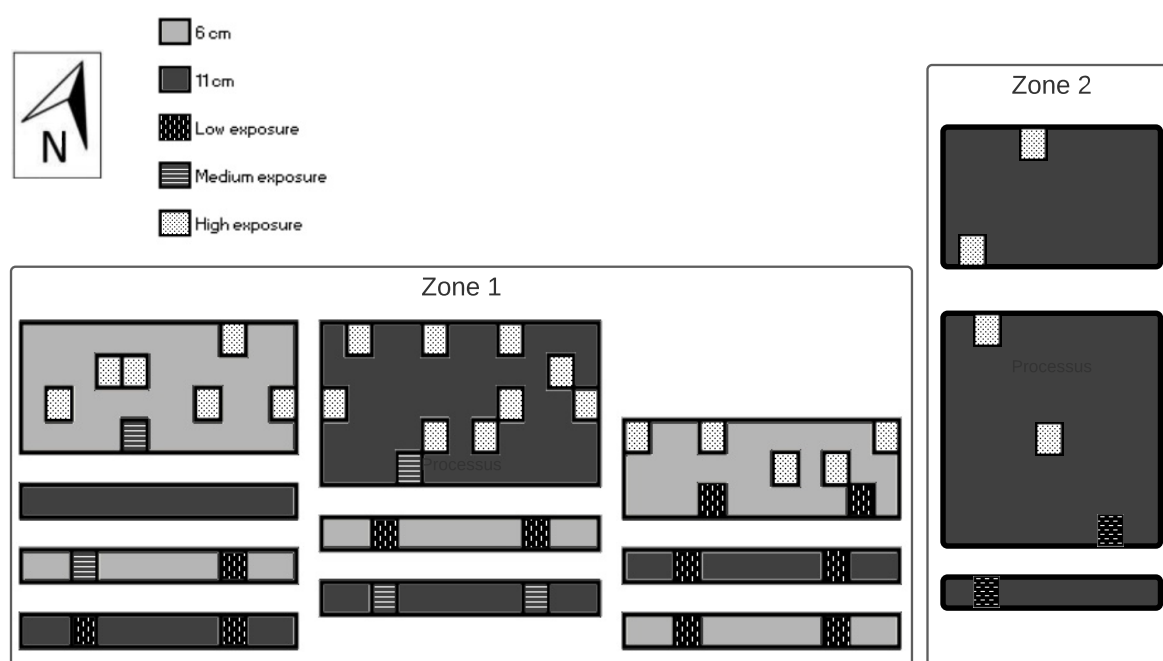 6 cm
11 cm
Low exposure
N
Medium exposure
High exposure
Zone 2
Zone 1
Processus
Processus